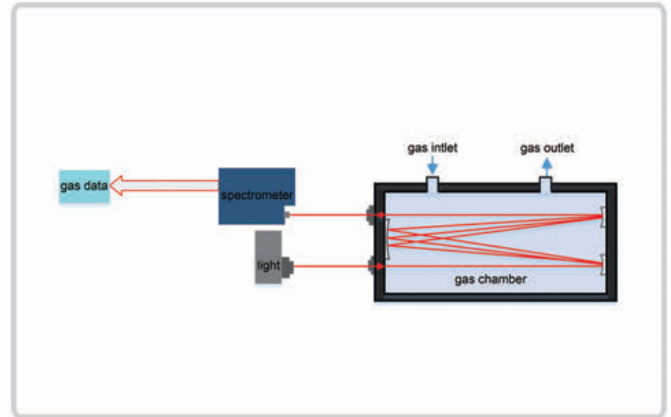 gas intlet
gas outlet
gas data
spectrometer
light
gas chamber